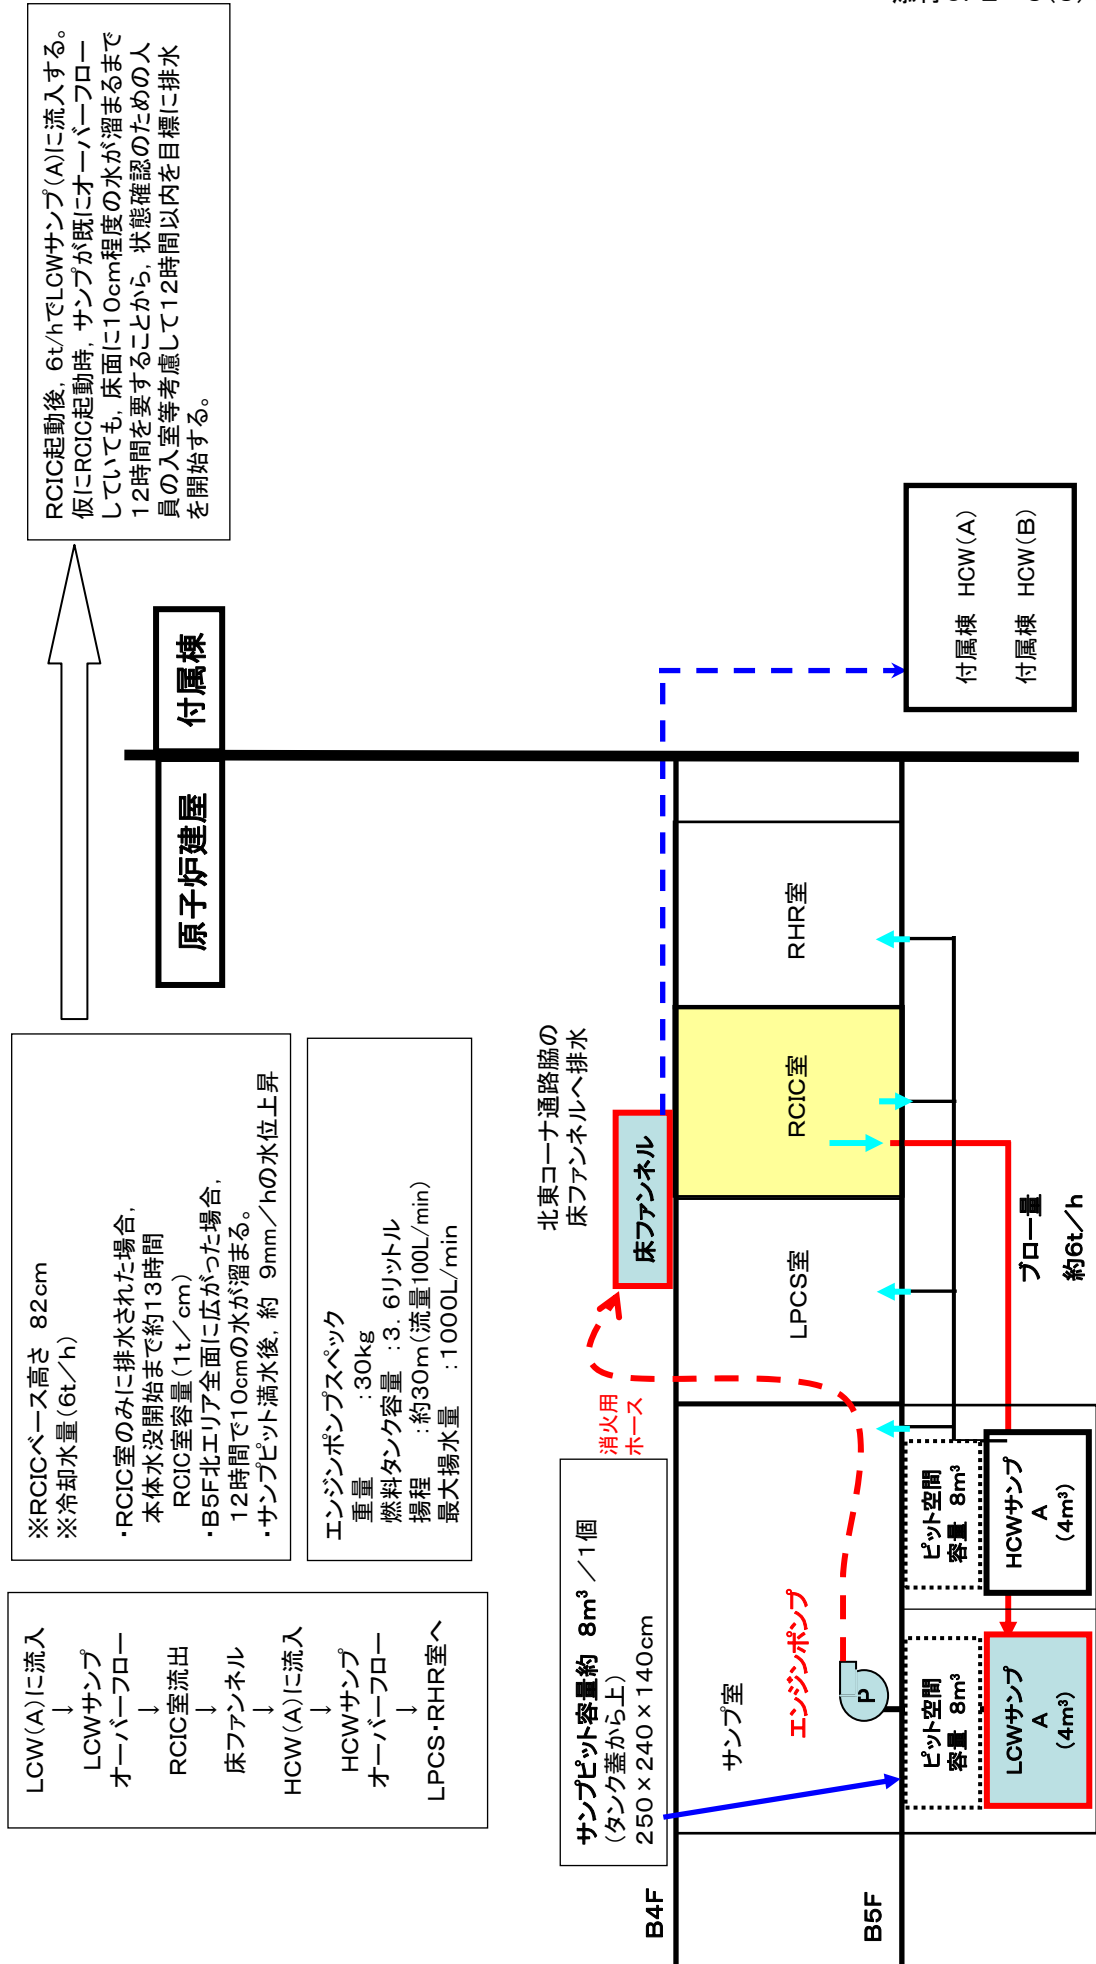 LCW(A)に流入
↓
LCWサンプ
オーバーフロー
↓
RCIC室流出
↓
床ファンネル
↓
HCW(A)に流入
↓
HCWサンプ
オーバーフロー
↓
LPCS・RHR室へ
※RCICベース高さ 82cm
※冷却水量(6t/h)
・RCIC室のみに排水された場合,
本体水没開始まで約13時間
RCIC室容量(1t/cm)
・B5F北エリア全面に広がった場合,
12時間で10cmの水が溜まる。
・サンプピット満水後, 約 9mm/hの水位上昇
RCIC起動後, 6t/hでLCWサンプ(A)に流入する。
仮にRCIC起動時, サンプが既にオーバーフロー
していても, 床面に10cm程度の水が溜まるまで
12時間を要することから, 状態確認のための人
員の入室等考慮して12時間以内を目標に排水
を開始する。
エンジンポンプスペック
重量 :30kg
燃料タンク容量 :3. 6リットル
揚程 :約30m(流量100L/min)
最大揚水量 :1000L/min
原子炉建屋
付属棟
サンプピット容量約 8m³ /1個
(タンク蓋から上)
250×240×140cm
消火用
ホース
北東コーナ通路脇の
床ファンネルへ排水
床ファンネル
B4F
サンプ室
エンジンポンプ
P
LPCS室
RCIC室
RHR室
B5F
ピット空間
容量 8m³
LCWサンプ
A
(4m³)
ピット空間
容量 8m³
HCWサンプ
A
(4m³)
ブロー量
約6t/h
付属棟 HCW(A)
付属棟 HCW(B)